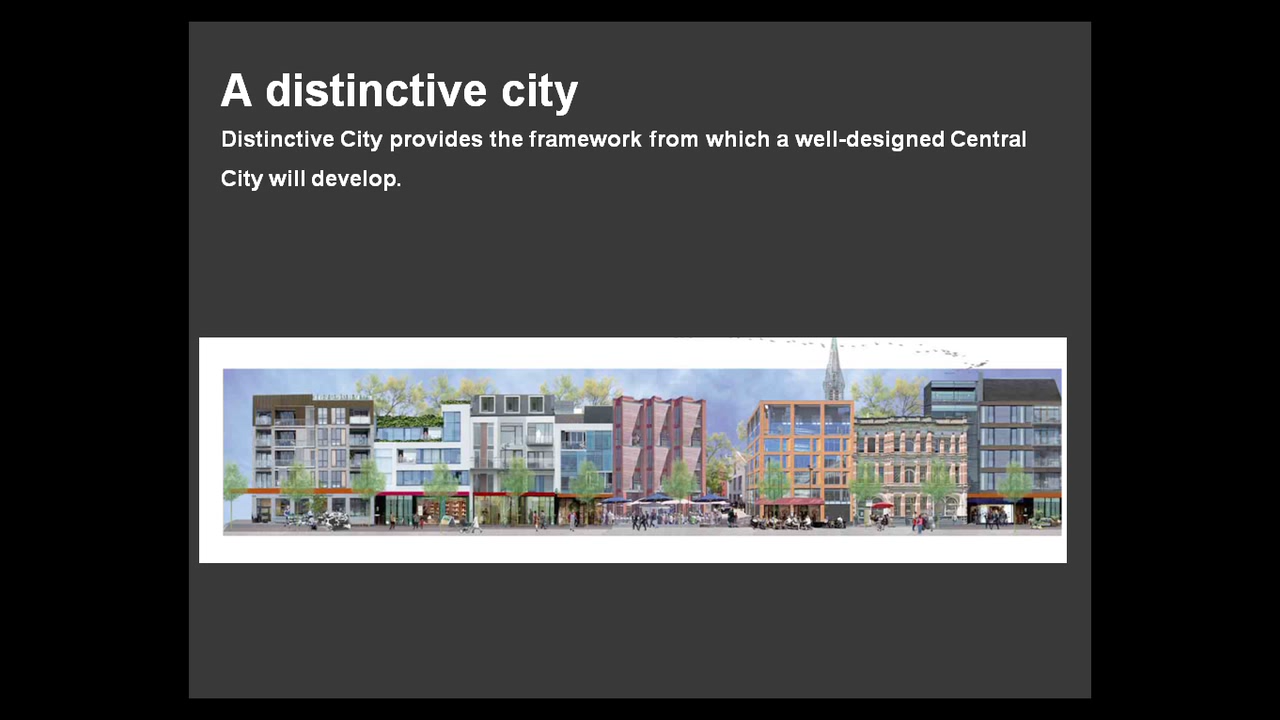 A distinctive city
Distinctive City provides the framework from which a well-designed Central
City will develop.